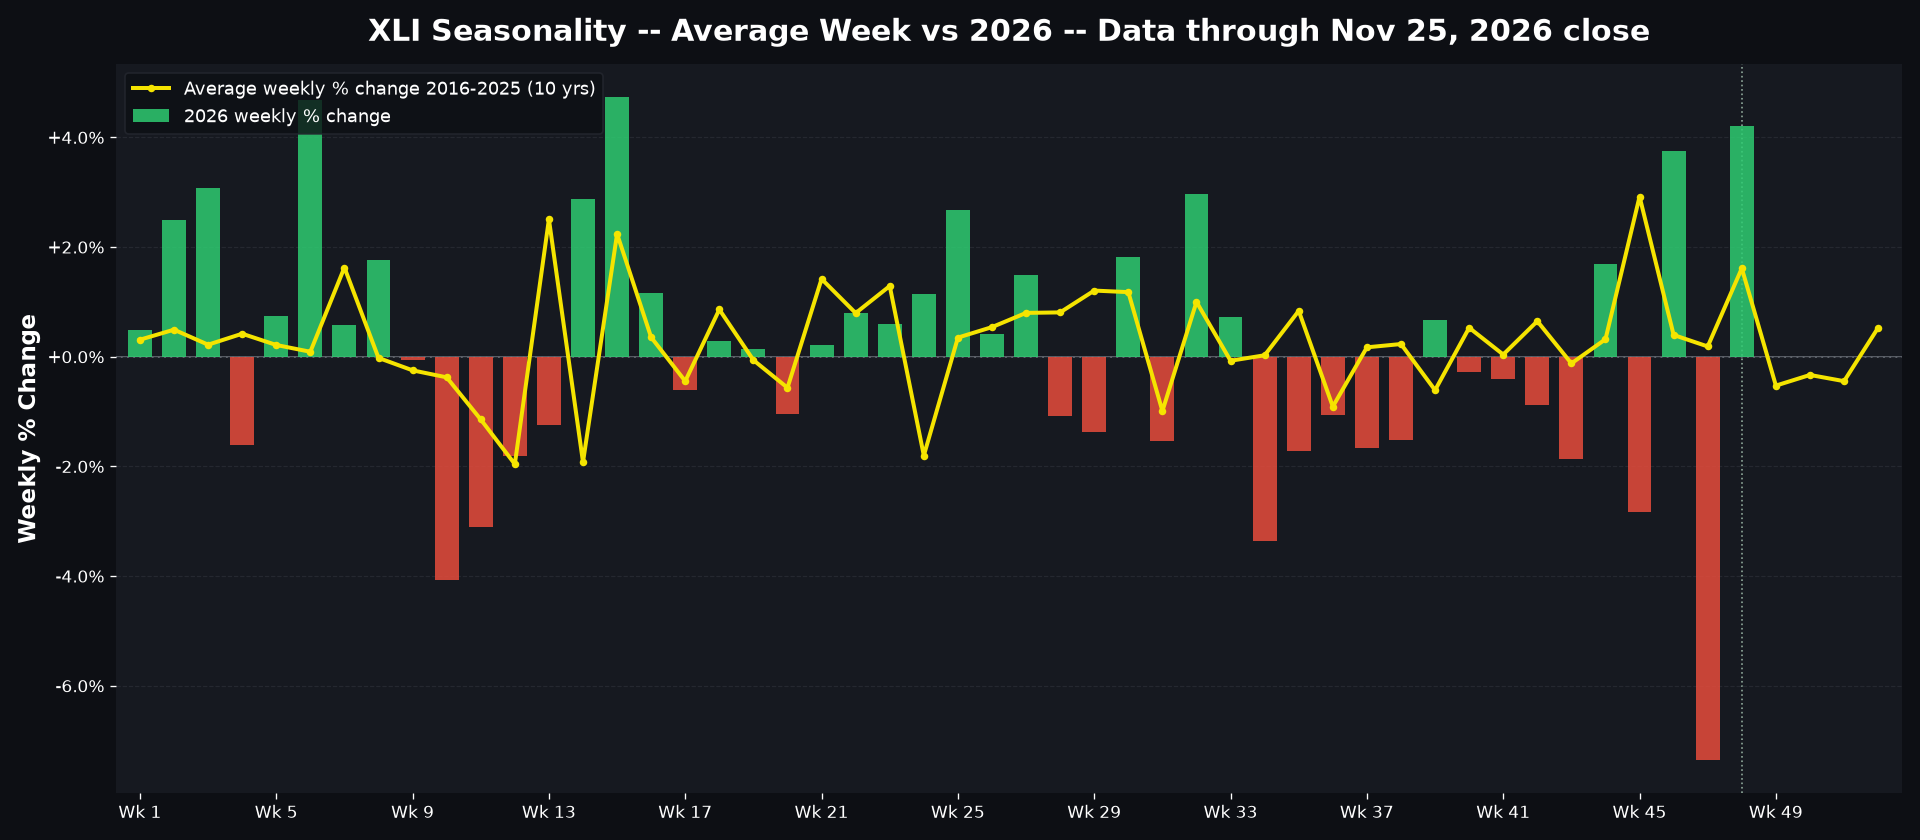 XLI Seasonality -- Average Week vs 2026 -- Data through Nov 25, 2026 close
Average weekly % change 2016-2025 (10 yrs)
2026 weekly % change
Weekly % Change
+4.0%
+2.0%
+0.0%
-2.0%
-4.0%
-6.0%
Wk 1
Wk 5
Wk 9
Wk 13
Wk 17
Wk 21
Wk 25
Wk 29
Wk 33
Wk 37
Wk 41
Wk 45
Wk 49